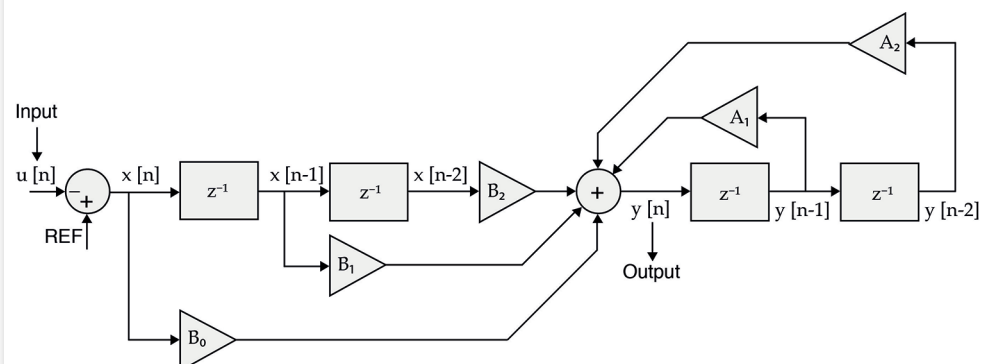 A₂
Input
A₁
u [n]
x [n]
x [n-1]
x [n-2]
−
+
z⁻¹
z⁻¹
B₂
+
z⁻¹
z⁻¹
y [n]
y [n-1]
y [n-2]
REF
B₁
Output
B₀